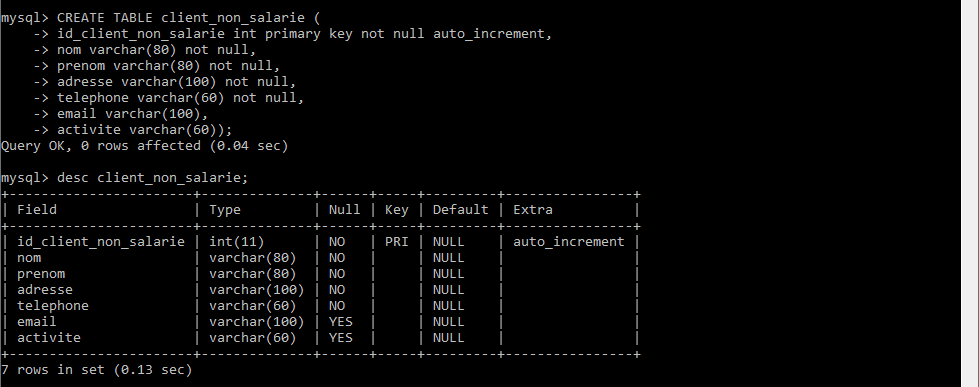 mysql> CREATE TABLE client_non_salarie (
    -> id_client_non_salarie int primary key not null auto_increment,
    -> nom varchar(80) not null,
    -> prenom varchar(80) not null,
    -> adresse varchar(100) not null,
    -> telephone varchar(60) not null,
    -> email varchar(100),
    -> activite varchar(60));
Query OK, 0 rows affected (0.04 sec)

mysql> desc client_non_salarie;
+-----------------------+--------------+------+-----+---------+----------------+
| Field                 | Type         | Null | Key | Default | Extra          |
+-----------------------+--------------+------+-----+---------+----------------+
| id_client_non_salarie | int(11)      | NO   | PRI | NULL    | auto_increment |
| nom                   | varchar(80)  | NO   |     | NULL    |                |
| prenom                | varchar(80)  | NO   |     | NULL    |                |
| adresse               | varchar(100) | NO   |     | NULL    |                |
| telephone             | varchar(60)  | NO   |     | NULL    |                |
| email                 | varchar(100) | YES  |     | NULL    |                |
| activite              | varchar(60)  | YES  |     | NULL    |                |
+-----------------------+--------------+------+-----+---------+----------------+
7 rows in set (0.13 sec)